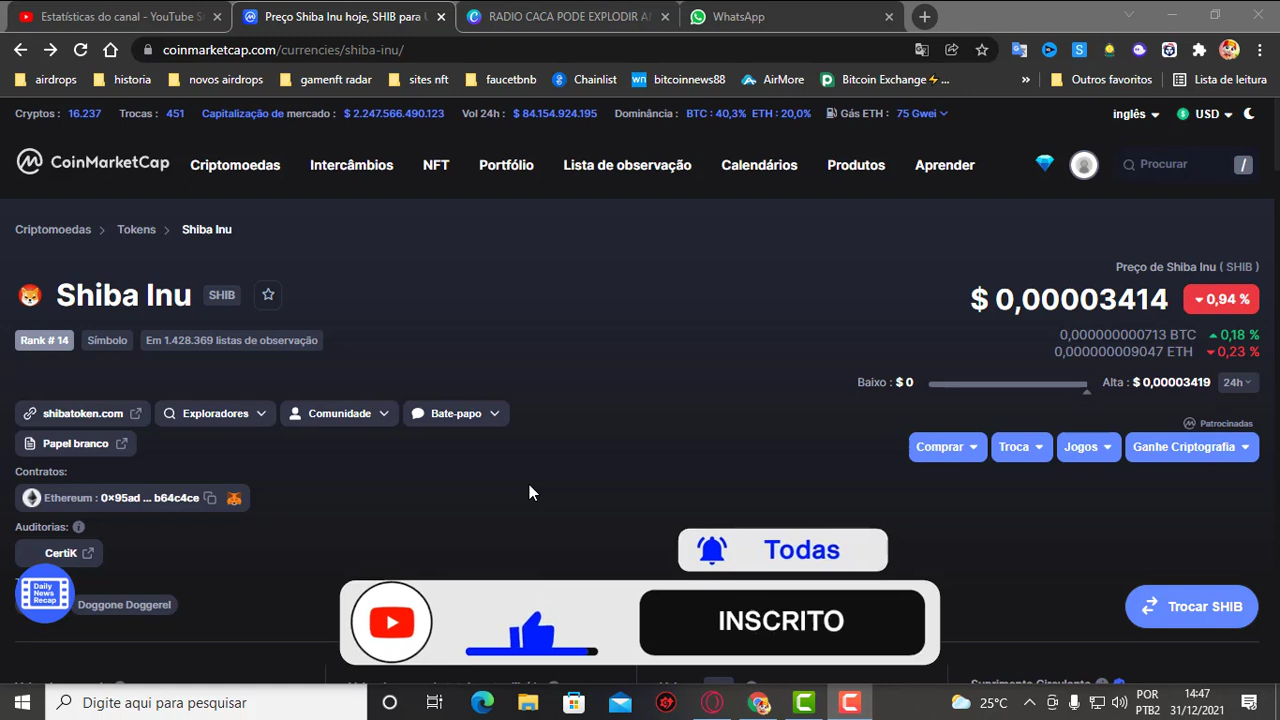 Estatísticas do canal - YouTube S
Preço Shiba Inu hoje, SHIB para U
RADIO CACA PODE EXPLODIR A
WhatsApp
coinmarketcap.com/currencies/shiba-inu/
airdrops
historia
novos airdrops
gamenft radar
sites nft
faucetbnb
Chainlist
wn bitcoinnews88
AirMore
Bitcoin Exchange⚡...
»
Outros favoritos
Lista de leitura
Cryptos : 16.237 Trocas : 451 Capitalização de mercado : $ 2.247.566.490.123 Vol 24h : $ 84.154.924.195 Dominância : BTC : 40,3% ETH : 20,0% Gás ETH : 75 Gwei
inglês USD
CoinMarketCap
Criptomoedas Intercâmbios NFT Portfólio Lista de observação Calendários Produtos Aprender
Procurar /
Criptomoedas > Tokens > Shiba Inu
Preço de Shiba Inu ( SHIB )
Shiba Inu SHIB
$ 0,00003414 0,94 %
Rank # 14 Símbolo Em 1.428.369 listas de observação
0,000000000713 BTC 0,18 %
0,000000009047 ETH 0,23 %
Baixo : $ 0 Alta : $ 0,00003419 24h
shibatoken.com Exploradores Comunidade Bate-papo
Patrocinadas
Papel branco
Comprar Troca Jogos Ganhe Criptografia
Contratos:
Ethereum : 0x95ad ... b64c4ce
Auditorias:
CertiK
Todas
Daily
News
Recap
Doggone Doggerel
INSCRITO
Trocar SHIB
Digite aqui para pesquisar
25°C
POR
PTB2
14:47
31/12/2021